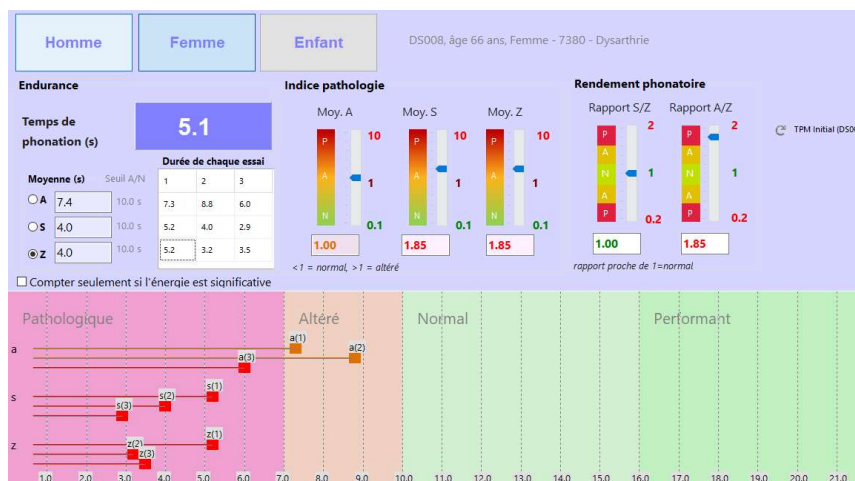 Homme Femme Enfant DS008, âge 66 ans, Femme - 7380 - Dysarthrie
Endurance
Temps de
phonation (s)
5.1
Durée de chaque essai
Moyenne (s) Seuil A/N 1 2 3
A 7.4 10.0 s 7.3 8.8 6.0
S 4.0 10.0 s 5.2 4.0 2.9
Z 4.0 10.0 s 5.2 3.2 3.5
Compter seulement si l'énergie est significative
Indice pathologie
Moy. A Moy. S Moy. Z
P 10 P 10 P 10
A 1 A 1 A 1
N 0.1 N 0.1 N 0.1
1.00 1.85 1.85
<1 = normal, >1 = altéré
Rendement phonatoire
Rapport S/Z Rapport A/Z
P 2 P 2
A A
N 1 N 1
A A
P 0.2 P 0.2
1.00 1.85
rapport proche de 1=normal
TPM Initial (DS00
Pathologique Altéré Normal Performant
a a(1)
a(2)
a(3)
s s(1)
s(2)
s(3)
z z(1)
z(2)
z(3)
1.0 2.0 3.0 4.0 5.0 6.0 7.0 8.0 9.0 10.0 11.0 12.0 13.0 14.0 15.0 16.0 17.0 18.0 19.0 20.0 21.0